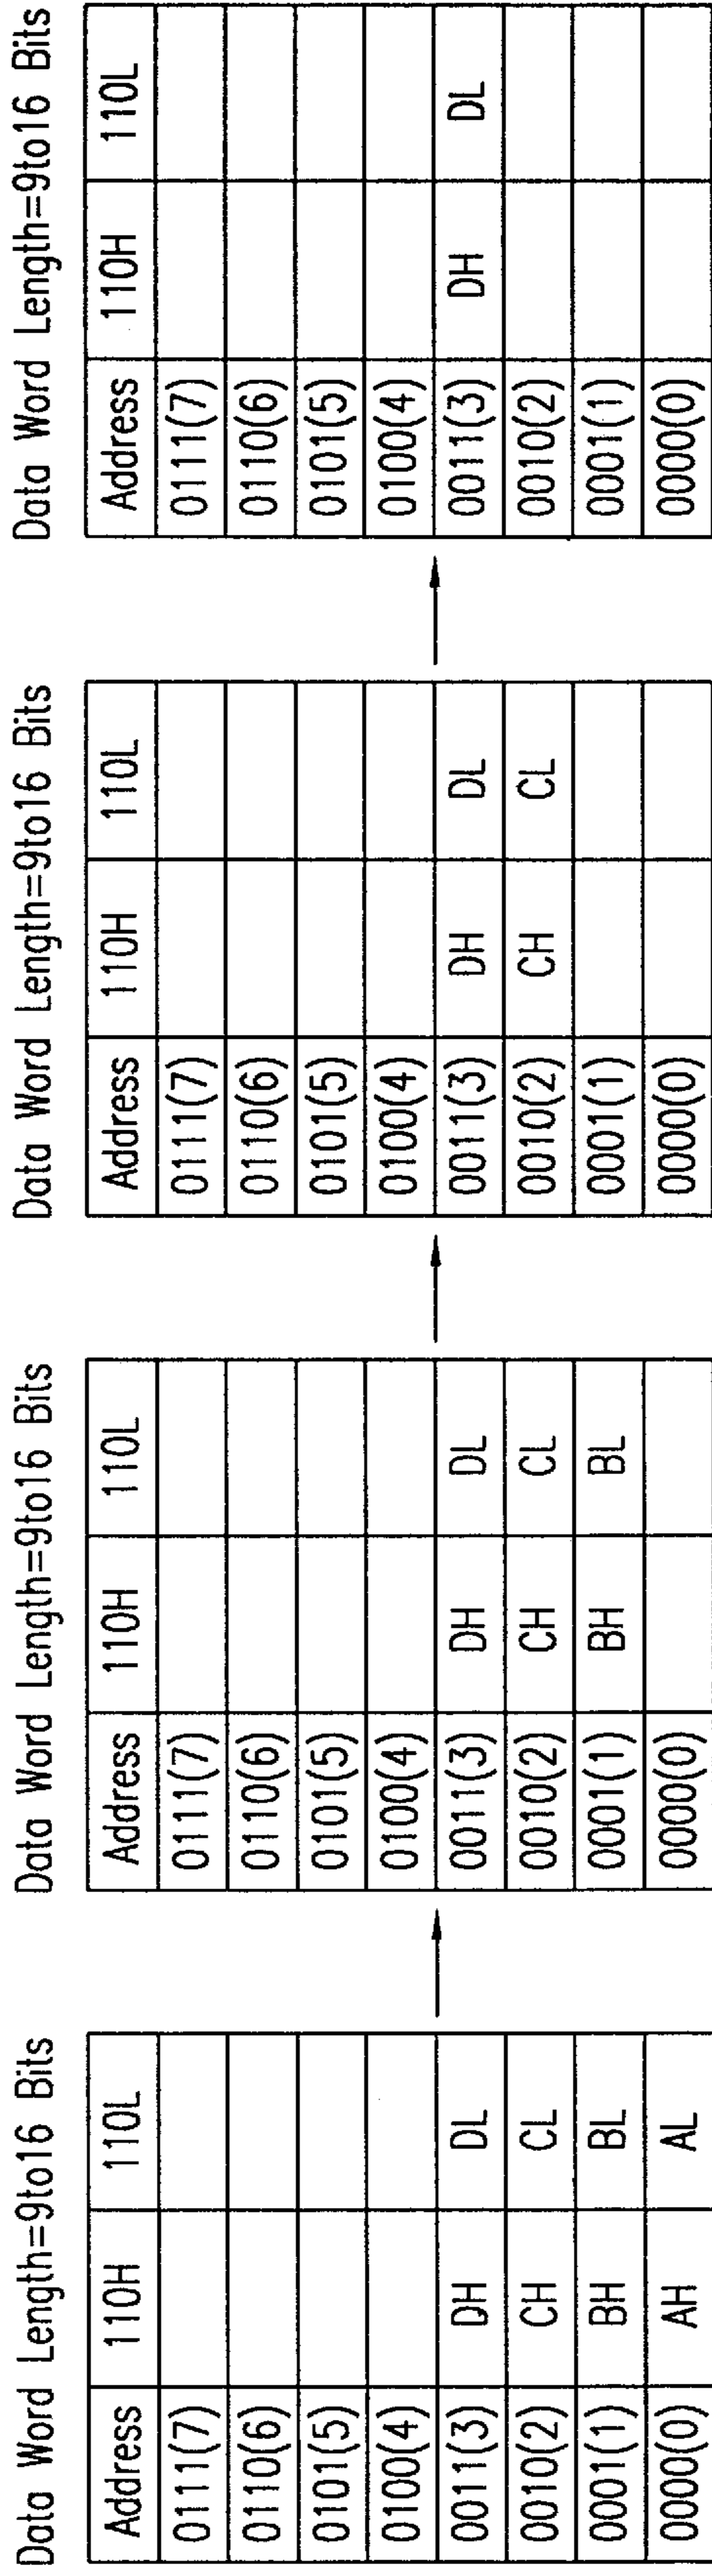 Data Word Length=9to16 Bits
Address 110H 110L
0111(7)
0110(6)
0101(5)
0100(4)
0011(3) DH DL
0010(2) CH CL
0001(1) BH BL
0000(0) AH AL
Data Word Length=9to16 Bits
Address 110H 110L
0111(7)
0110(6)
0101(5)
0100(4)
0011(3) DH DL
0010(2) CH CL
0001(1) BH BL
0000(0)
Data Word Length=9to16 Bits
Address 110H 110L
0111(7)
0110(6)
0101(5)
0100(4)
0011(3) DH DL
0010(2) CH CL
0001(1)
0000(0)
Data Word Length=9to16 Bits
Address 110H 110L
0111(7)
0110(6)
0101(5)
0100(4)
0011(3) DH DL
0010(2)
0001(1)
0000(0)